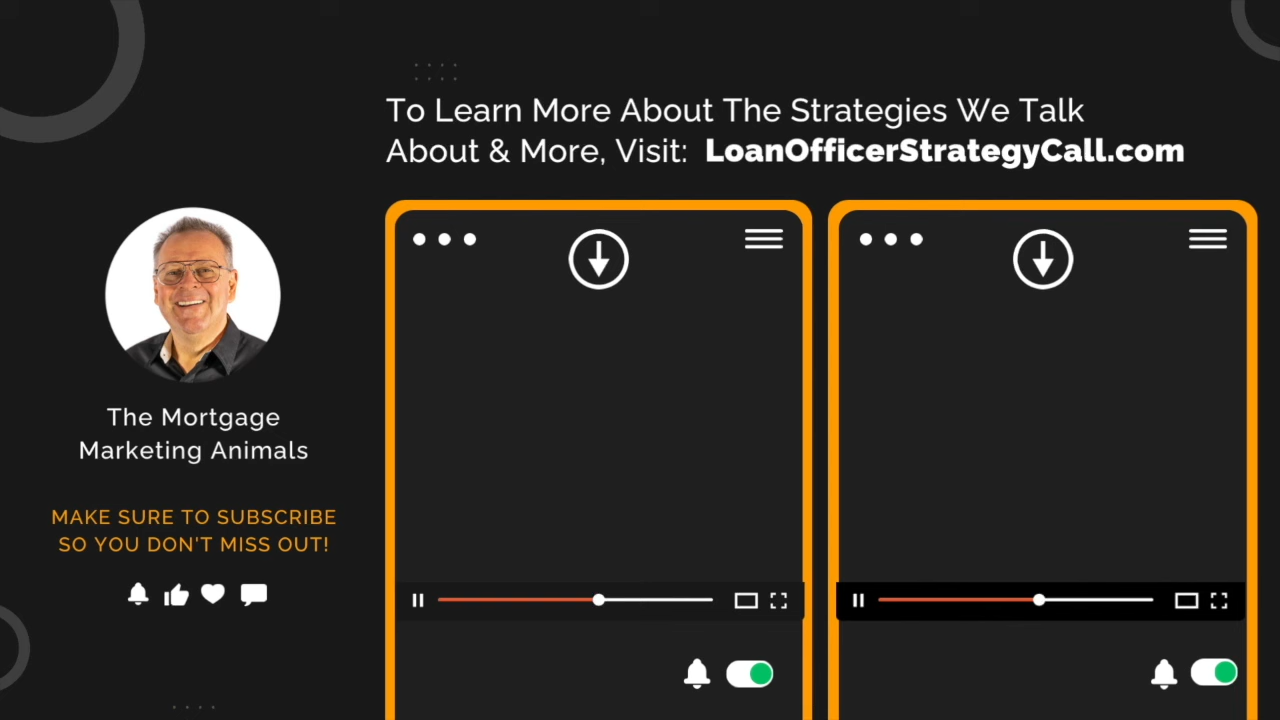 To Learn More About The Strategies We Talk
About & More, Visit: LoanOfficerStrategyCall.com
The Mortgage
Marketing Animals
MAKE SURE TO SUBSCRIBE
SO YOU DON'T MISS OUT!